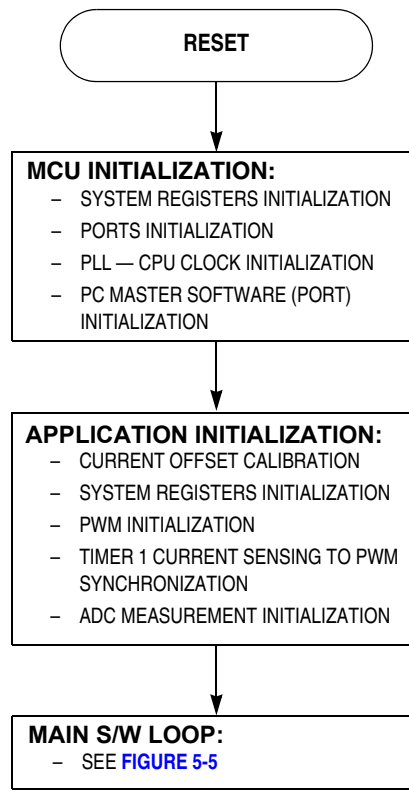 RESET
MCU INITIALIZATION:
– SYSTEM REGISTERS INITIALIZATION
– PORTS INITIALIZATION
– PLL — CPU CLOCK INITIALIZATION
– PC MASTER SOFTWARE (PORT)
INITIALIZATION
APPLICATION INITIALIZATION:
– CURRENT OFFSET CALIBRATION
– SYSTEM REGISTERS INITIALIZATION
– PWM INITIALIZATION
– TIMER 1 CURRENT SENSING TO PWM
SYNCHRONIZATION
– ADC MEASUREMENT INITIALIZATION
MAIN S/W LOOP:
– SEE FIGURE 5-5